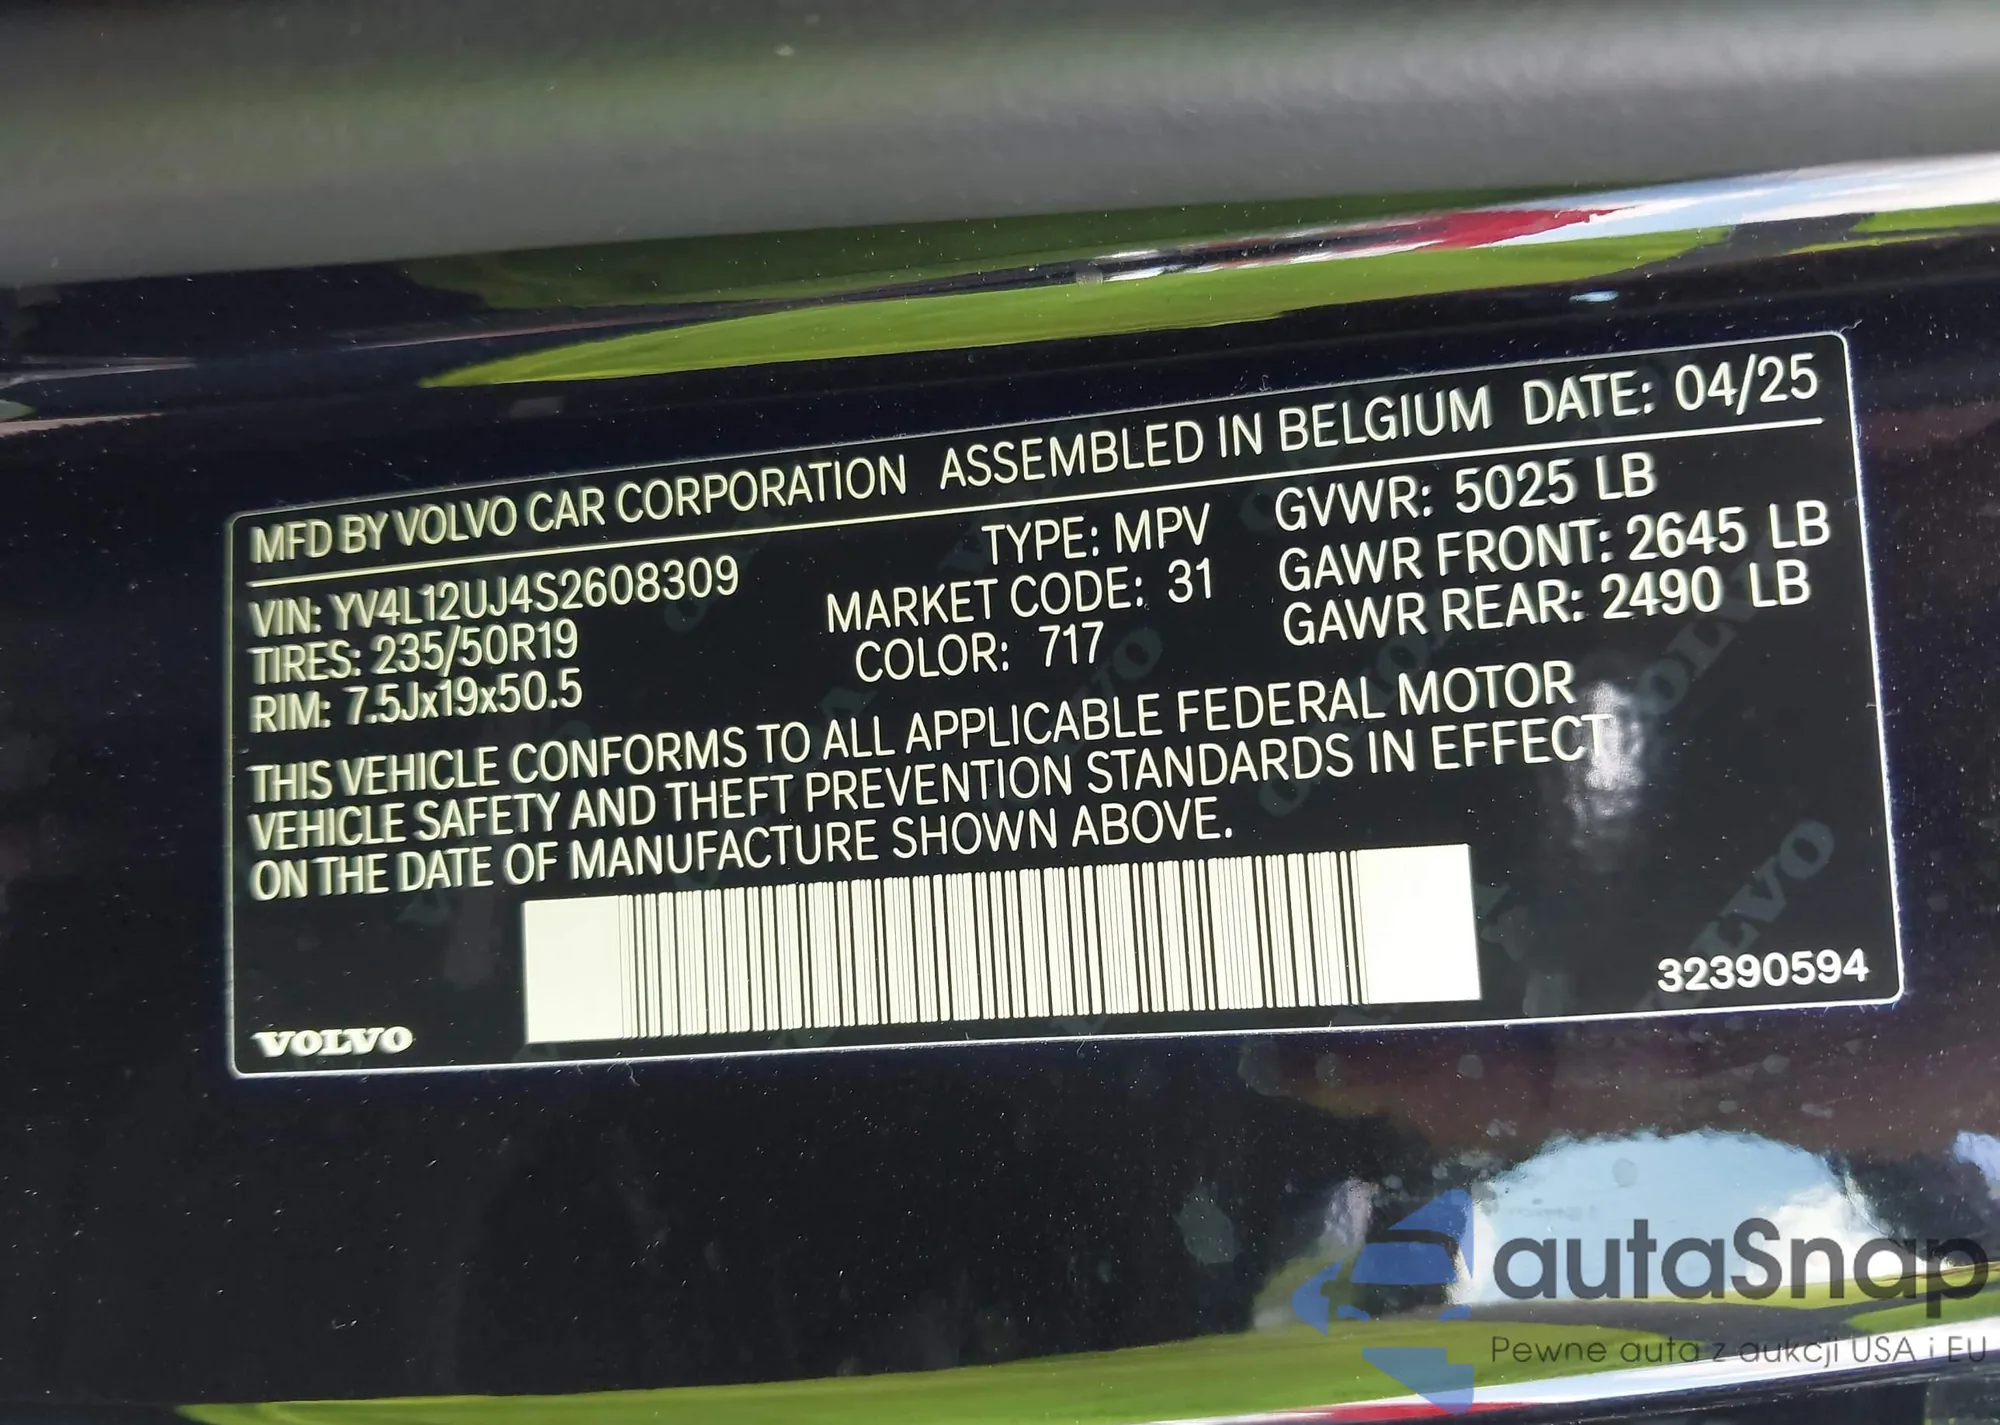 MFD BY VOLVO CAR CORPORATION ASSEMBLED IN BELGIUM DATE: 04/25
VIN: YV4L12UJ4S2608309 TYPE: MPV GVWR: 5025 LB
TIRES: 235/50R19 MARKET CODE: 31 GAWR FRONT: 2645 LB
RIM: 7.5Jx19x50.5 COLOR: 717 GAWR REAR: 2490 LB
THIS VEHICLE CONFORMS TO ALL APPLICABLE FEDERAL MOTOR
VEHICLE SAFETY AND THEFT PREVENTION STANDARDS IN EFFECT
ON THE DATE OF MANUFACTURE SHOWN ABOVE.
VOLVO 32390594
autaSnap
Pewne auta z aukcji USA i EU